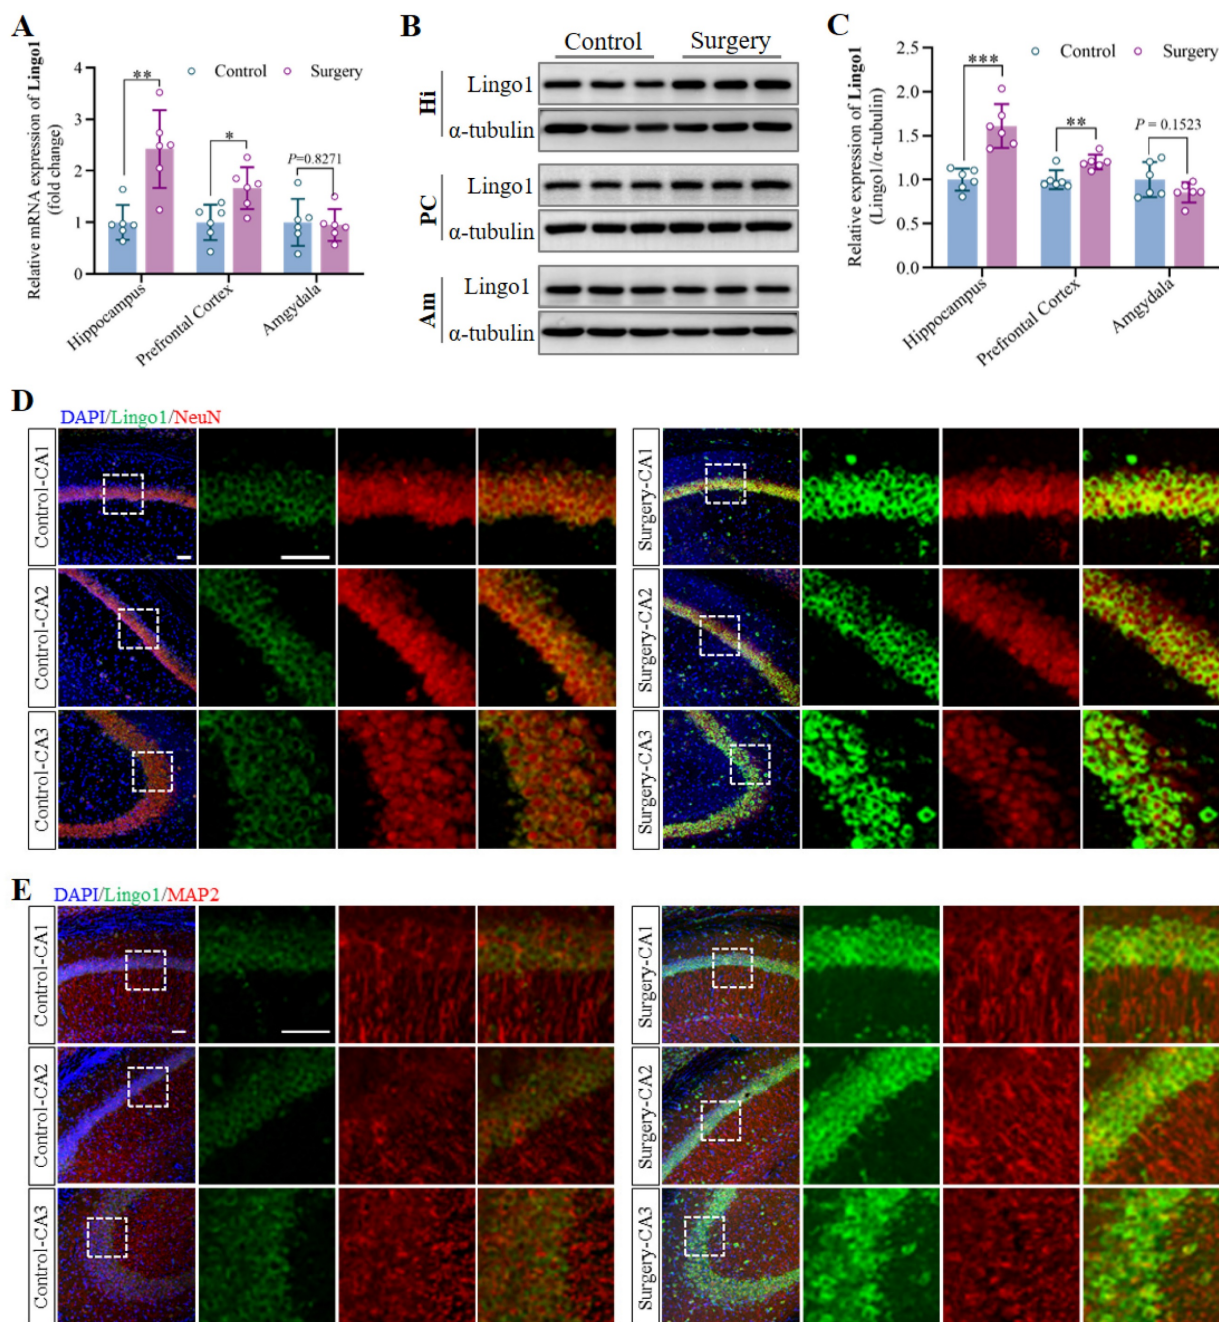 A
Relative mRNA expression of Lingo1
(fold change)
Control
Surgery
4
3
2
1
0
**
*
P=0.8271
Hippocampus
Prefrontal Cortex
Amgydala
B
Control
Surgery
Hi
Lingo1
α-tubulin
PC
Lingo1
α-tubulin
Am
Lingo1
α-tubulin
C
Relative expression of Lingo1
(Lingo1/α-tubulin)
Control
Surgery
2.5
2.0
1.5
1.0
0.5
0.0
***
**
P = 0.1523
Hippocampus
Prefrontal Cortex
Amygdala
D
DAPI/Lingo1/NeuN
Control-CA1
Surgery-CA1
Control-CA2
Surgery-CA2
Control-CA3
Surgery-CA3
E
DAPI/Lingo1/MAP2
Control-CA1
Surgery-CA1
Control-CA2
Surgery-CA2
Control-CA3
Surgery-CA3